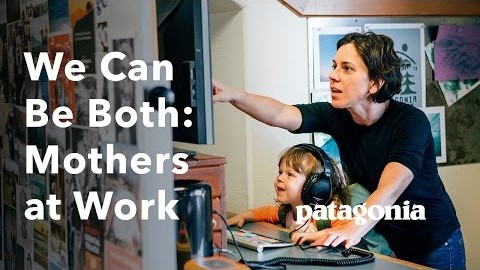 We Can
Be Both:
Mothers
at Work
patagonia